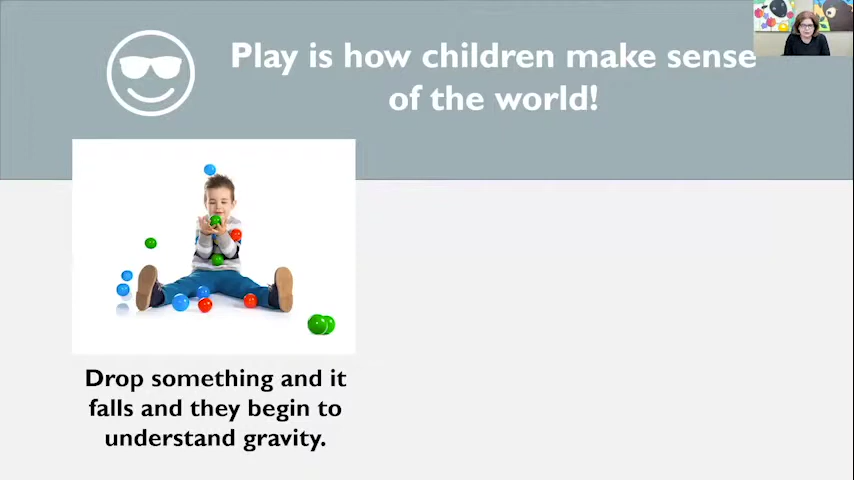 Play is how children make sense
of the world!
Drop something and it
falls and they begin to
understand gravity.